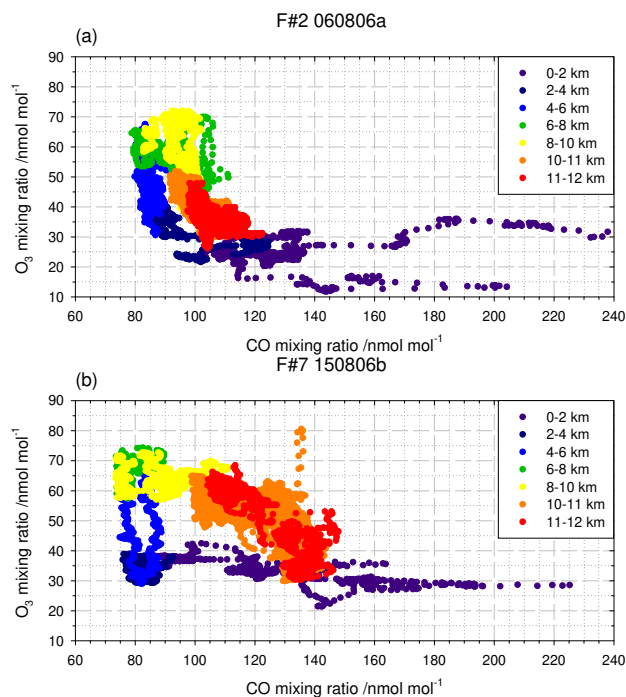 F#2 060806a
(a)
90
80
70
60
50
40
30
20
10
O3 mixing ratio /nmol mol-1
0-2 km
2-4 km
4-6 km
6-8 km
8-10 km
10-11 km
11-12 km
60 80 100 120 140 160 180 200 220 240
CO mixing ratio /nmol mol-1
F#7 150806b
(b)
90
80
70
60
50
40
30
20
10
O3 mixing ratio /nmol mol-1
0-2 km
2-4 km
4-6 km
6-8 km
8-10 km
10-11 km
11-12 km
60 80 100 120 140 160 180 200 220 240
CO mixing ratio /nmol mol-1